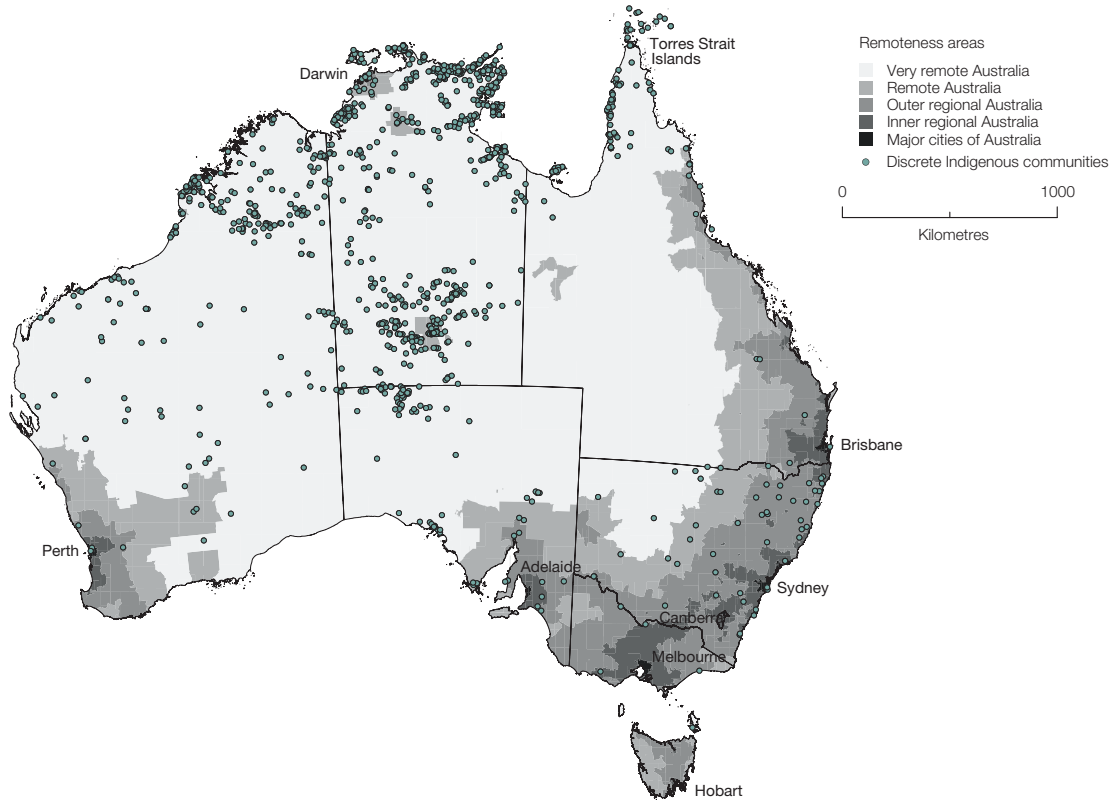 Darwin
Torres Strait
Islands
Remoteness areas
Very remote Australia
Remote Australia
Outer regional Australia
Inner regional Australia
Major cities of Australia
Discrete Indigenous communities
0 1000
Kilometres
Brisbane
Perth
Adelaide
Sydney
Canberra
Melbourne
Hobart